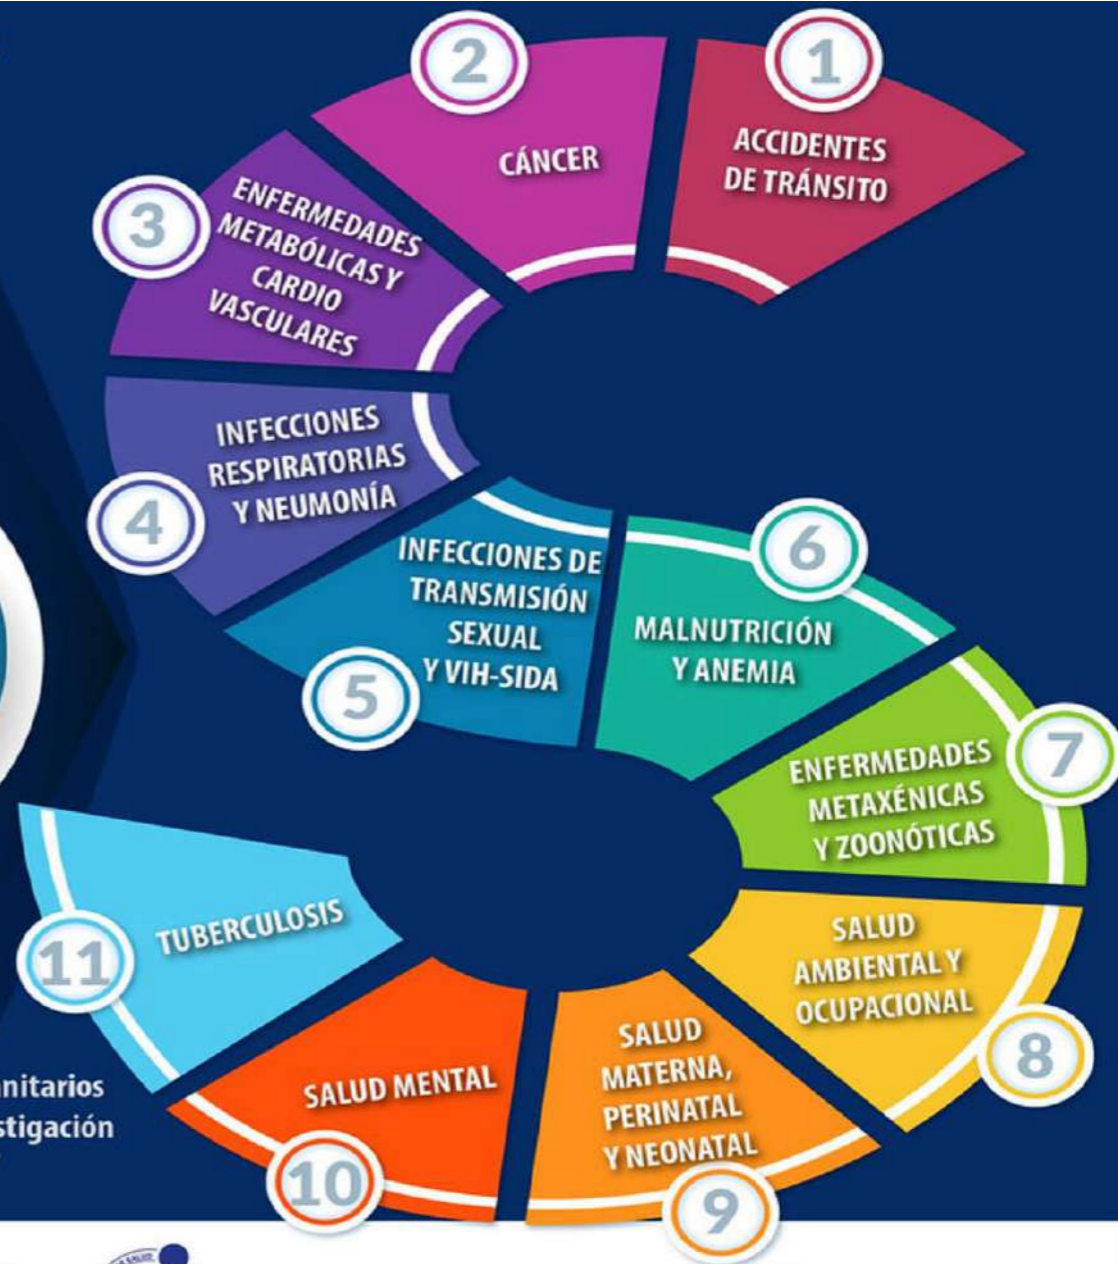 1
ACCIDENTES
DE TRÁNSITO
2
CÁNCER
3
ENFERMEDADES
METABÓLICAS Y
CARDIO
VASCULARES
4
INFECCIONES
RESPIRATORIAS
Y NEUMONÍA
5
INFECCIONES DE
TRANSMISIÓN
SEXUAL
Y VIH-SIDA
6
MALNUTRICIÓN
Y ANEMIA
7
ENFERMEDADES
METAXÉNICAS
Y ZOONÓTICAS
8
SALUD
AMBIENTAL Y
OCUPACIONAL
9
SALUD
MATERNA,
PERINATAL
Y NEONATAL
10
SALUD MENTAL
11
TUBERCULOSIS
anitarios
stigación